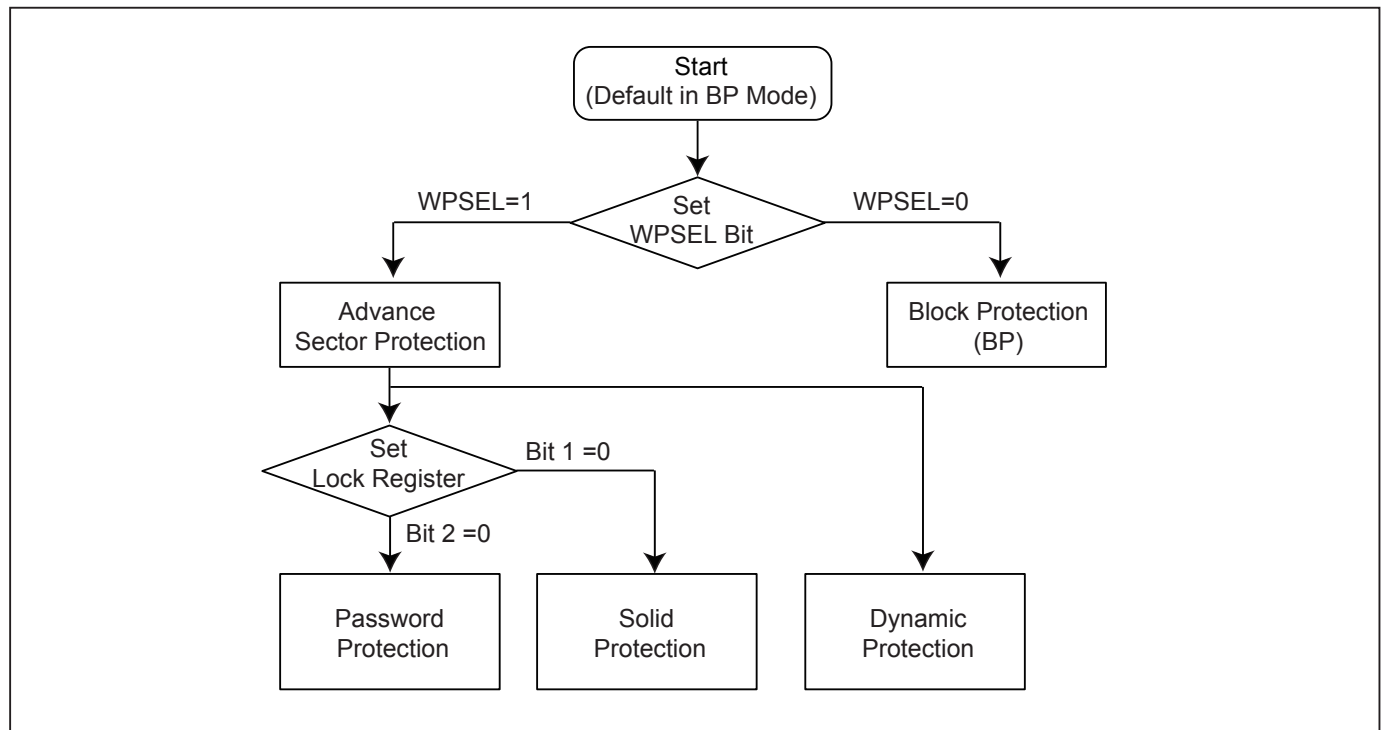 Start
(Default in BP Mode)
WPSEL=1
Set
WPSEL Bit
WPSEL=0
Advance
Sector Protection
Block Protection
(BP)
Set
Lock Register
Bit 1 =0
Bit 2 =0
Password
Protection
Solid
Protection
Dynamic
Protection